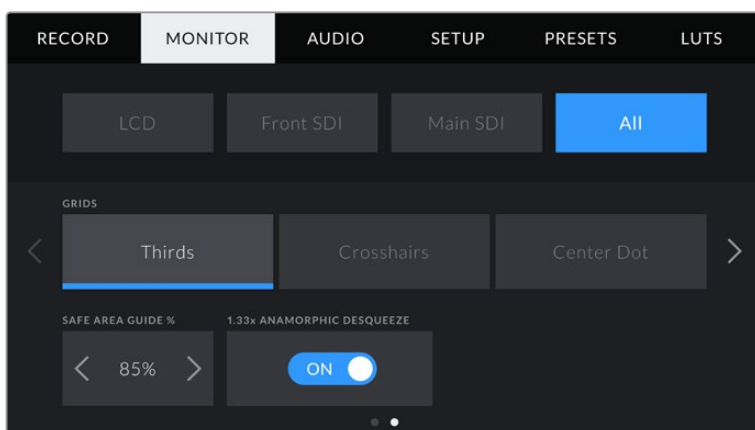 RECORD MONITOR AUDIO SETUP PRESETS LUTS
LCD Front SDI Main SDI All
GRIDS
Thirds Crosshairs Center Dot
SAFE AREA GUIDE % 1.33x ANAMORPHIC DESQUEEZE
85% ON